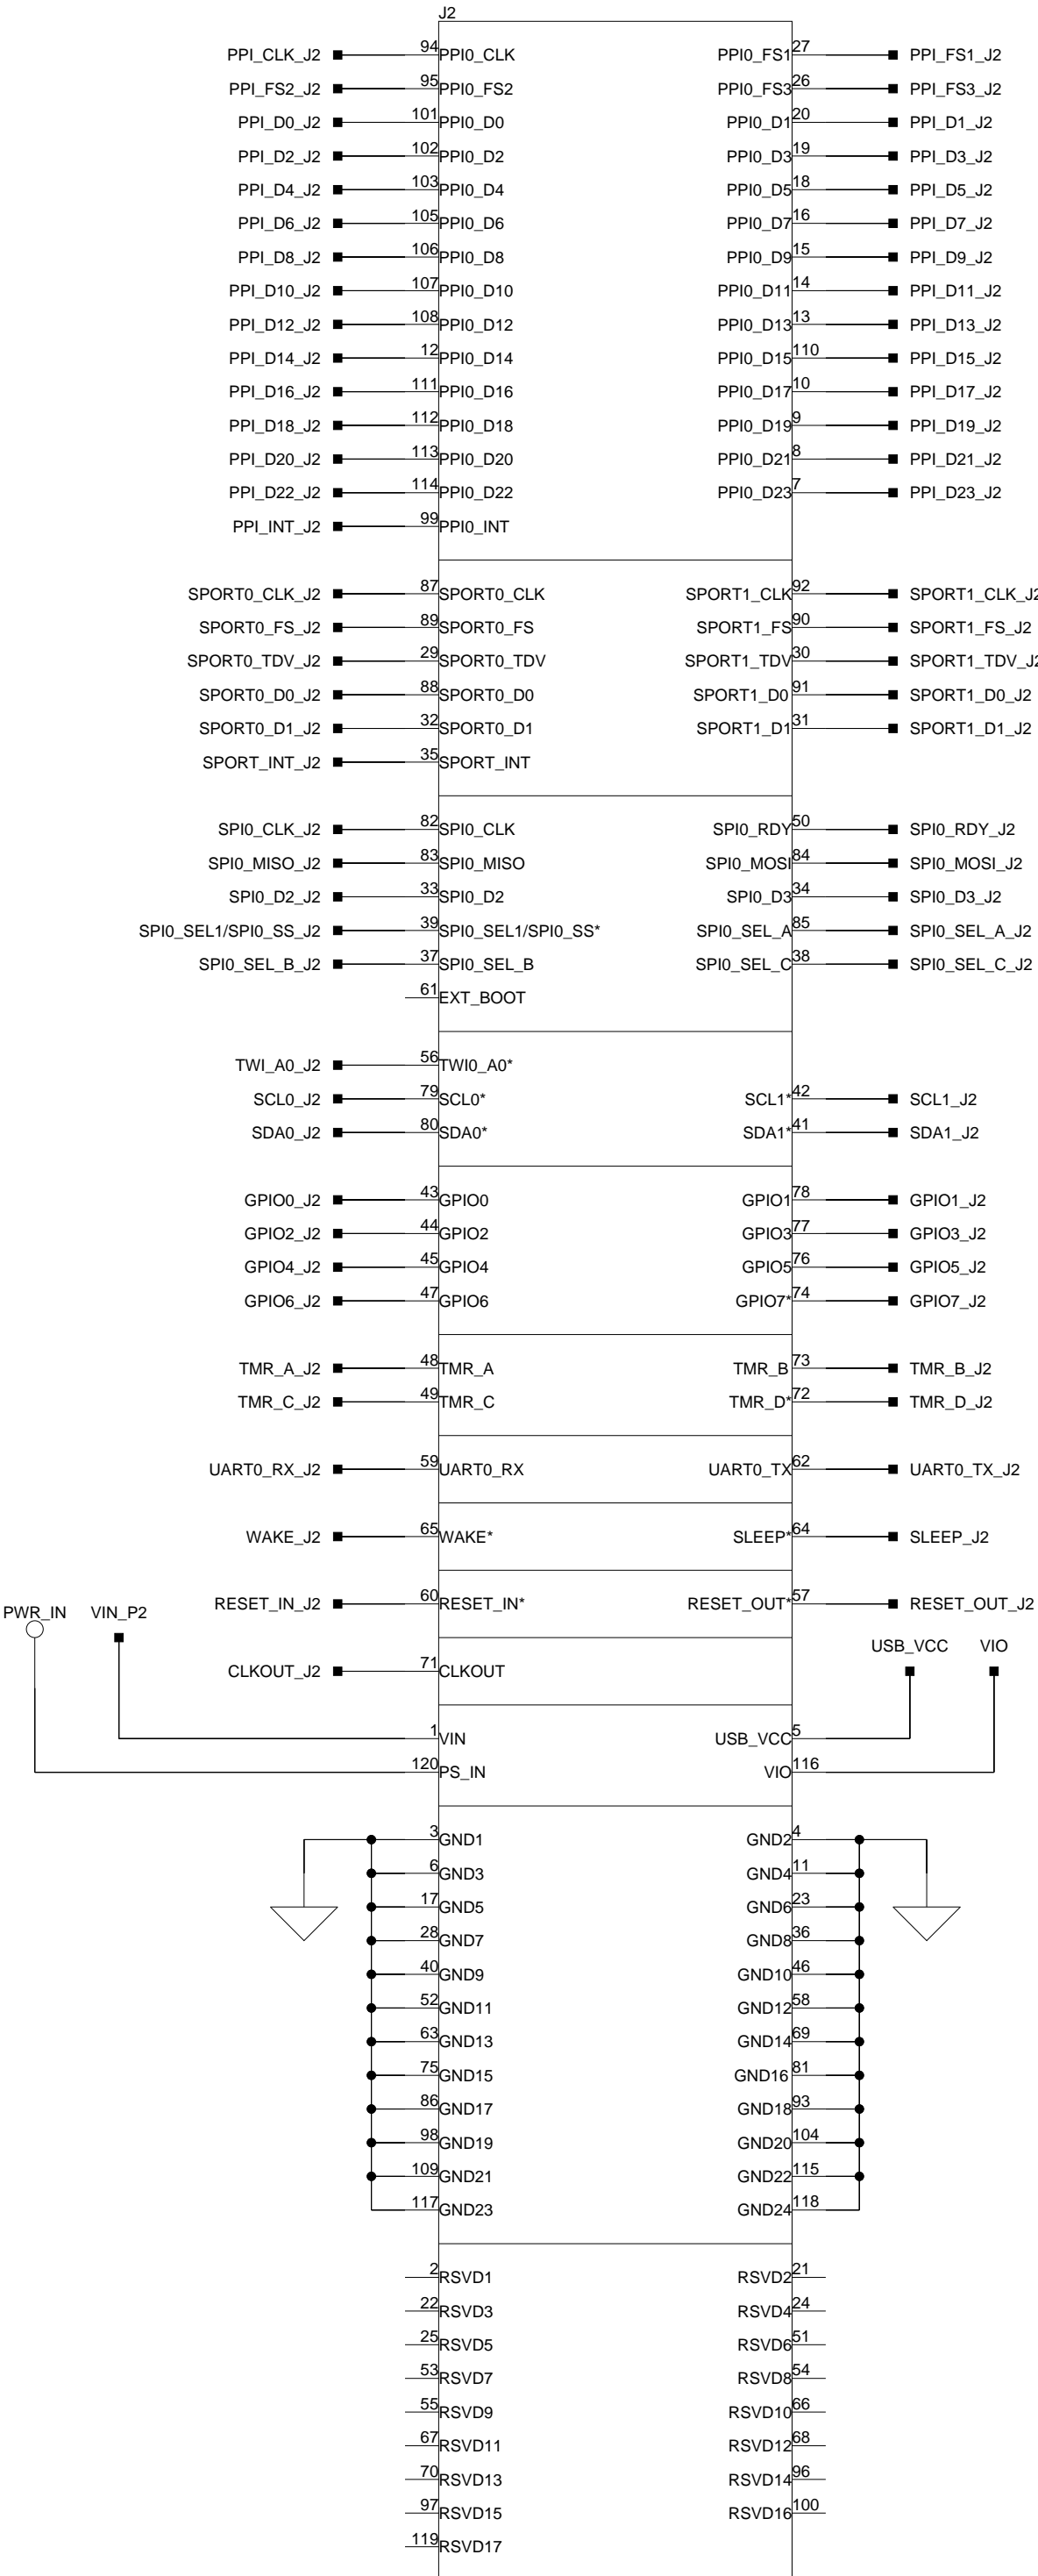 J2
PPI_CLK_J2 94 PPI0_CLK PPI0_FS1 27 PPI_FS1_J2
PPI_FS2_J2 95 PPI0_FS2 PPI0_FS3 26 PPI_FS3_J2
PPI_D0_J2 101 PPI0_D0 PPI0_D1 20 PPI_D1_J2
PPI_D2_J2 102 PPI0_D2 PPI0_D3 19 PPI_D3_J2
PPI_D4_J2 103 PPI0_D4 PPI0_D5 18 PPI_D5_J2
PPI_D6_J2 105 PPI0_D6 PPI0_D7 16 PPI_D7_J2
PPI_D8_J2 106 PPI0_D8 PPI0_D9 15 PPI_D9_J2
PPI_D10_J2 107 PPI0_D10 PPI0_D11 14 PPI_D11_J2
PPI_D12_J2 108 PPI0_D12 PPI0_D13 13 PPI_D13_J2
PPI_D14_J2 12 PPI0_D14 PPI0_D15 110 PPI_D15_J2
PPI_D16_J2 111 PPI0_D16 PPI0_D17 10 PPI_D17_J2
PPI_D18_J2 112 PPI0_D18 PPI0_D19 9 PPI_D19_J2
PPI_D20_J2 113 PPI0_D20 PPI0_D21 8 PPI_D21_J2
PPI_D22_J2 114 PPI0_D22 PPI0_D23 7 PPI_D23_J2
PPI_INT_J2 99 PPI0_INT
SPORT0_CLK_J2 87 SPORT0_CLK SPORT1_CLK 92 SPORT1_CLK_J2
SPORT0_FS_J2 89 SPORT0_FS SPORT1_FS 90 SPORT1_FS_J2
SPORT0_TDV_J2 29 SPORT0_TDV SPORT1_TDV 30 SPORT1_TDV_J2
SPORT0_D0_J2 88 SPORT0_D0 SPORT1_D0 91 SPORT1_D0_J2
SPORT0_D1_J2 32 SPORT0_D1 SPORT1_D1 31 SPORT1_D1_J2
SPORT_INT_J2 35 SPORT_INT
SPI0_CLK_J2 82 SPI0_CLK SPI0_RDY 50 SPI0_RDY_J2
SPI0_MISO_J2 83 SPI0_MISO SPI0_MOSI 84 SPI0_MOSI_J2
SPI0_D2_J2 33 SPI0_D2 SPI0_D3 34 SPI0_D3_J2
SPI0_SEL1/SPI0_SS_J2 39 SPI0_SEL1/SPI0_SS* SPI0_SEL_A 85 SPI0_SEL_A_J2
SPI0_SEL_B_J2 37 SPI0_SEL_B SPI0_SEL_C 38 SPI0_SEL_C_J2
61 EXT_BOOT
TWI_A0_J2 56 TWI0_A0*
SCL0_J2 79 SCL0* SCL1* 42 SCL1_J2
SDA0_J2 80 SDA0* SDA1* 41 SDA1_J2
GPIO0_J2 43 GPIO0 GPIO1 78 GPIO1_J2
GPIO2_J2 44 GPIO2 GPIO3 77 GPIO3_J2
GPIO4_J2 45 GPIO4 GPIO5 76 GPIO5_J2
GPIO6_J2 47 GPIO6 GPIO7* 74 GPIO7_J2
TMR_A_J2 48 TMR_A TMR_B 73 TMR_B_J2
TMR_C_J2 49 TMR_C TMR_D* 72 TMR_D_J2
UART0_RX_J2 59 UART0_RX UART0_TX 62 UART0_TX_J2
WAKE_J2 65 WAKE* SLEEP* 64 SLEEP_J2
RESET_IN_J2 60 RESET_IN* RESET_OUT* 57 RESET_OUT_J2
PWR_IN VIN_P2
USB_VCC VIO
CLKOUT_J2 71 CLKOUT
1 VIN USB_VCC 5
120 PS_IN VIO 116
3 GND1 GND2 4
6 GND3 GND4 11
17 GND5 GND6 23
28 GND7 GND8 36
40 GND9 GND10 46
52 GND11 GND12 58
63 GND13 GND14 69
75 GND15 GND16 81
86 GND17 GND18 93
98 GND19 GND20 104
109 GND21 GND22 115
117 GND23 GND24 118
2 RSVD1 RSVD2 21
22 RSVD3 RSVD4 24
25 RSVD5 RSVD6 51
53 RSVD7 RSVD8 54
55 RSVD9 RSVD10 66
67 RSVD11 RSVD12 68
70 RSVD13 RSVD14 96
97 RSVD15 RSVD16 100
119 RSVD17